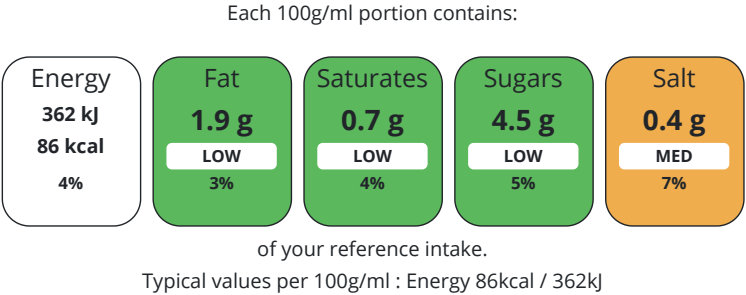 Each 100g/ml portion contains:
Energy
362 kJ
86 kcal
4%
Fat
1.9 g
LOW
3%
Saturates
0.7 g
LOW
4%
Sugars
4.5 g
LOW
5%
Salt
0.4 g
MED
7%
of your reference intake.
Typical values per 100g/ml : Energy 86kcal / 362kJ